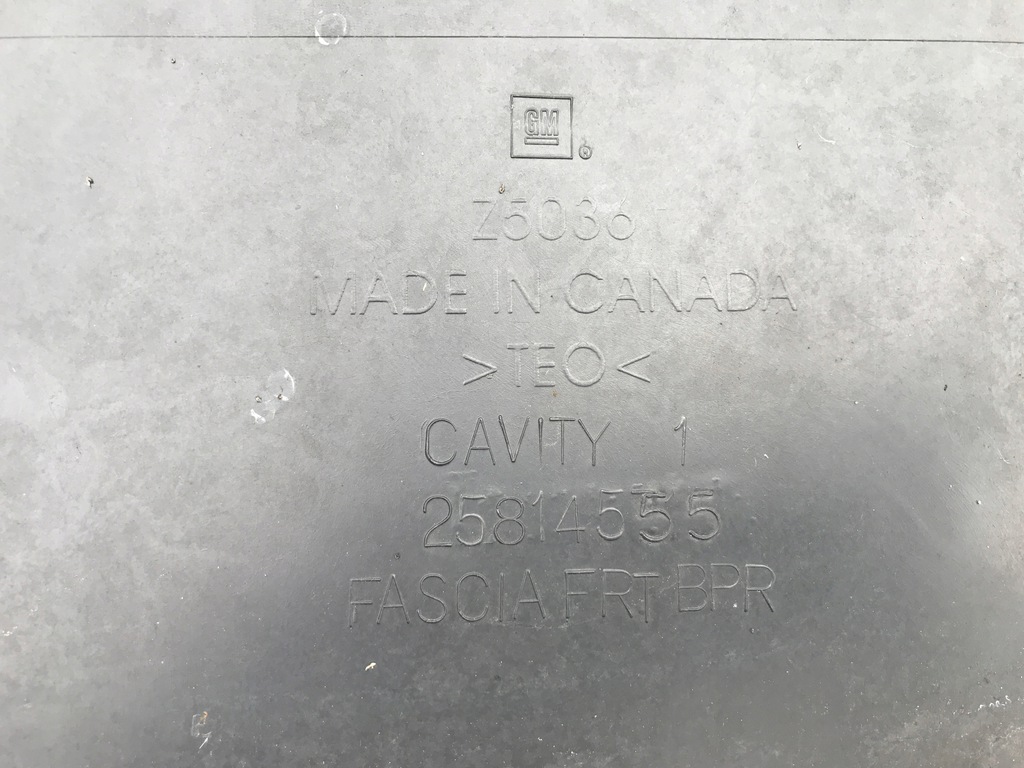 GM
Z5036
MADE IN CANADA
>TEO<
CAVITY 1
25814555
FASCIA FRT BPR